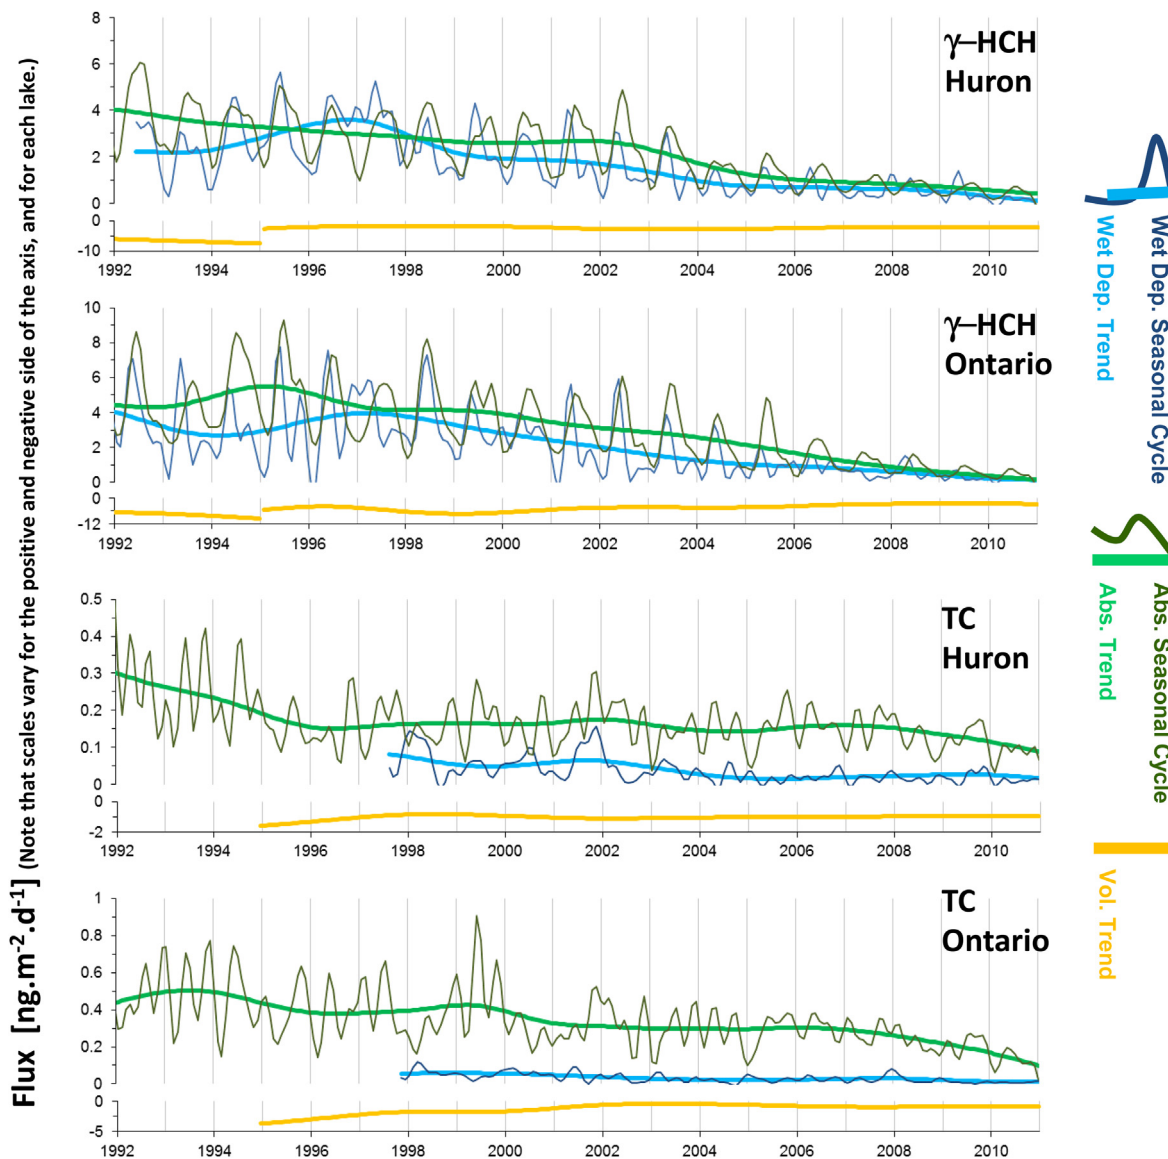 Flux [ng.m-2.d-1] (Note that scales vary for the positive and negative side of the axis, and for each lake.)
8
6
4
2
0
γ–HCH
Huron
0
-10
1992 1994 1996 1998 2000 2002 2004 2006 2008 2010
10
8
6
4
2
0
γ–HCH
Ontario
0
-12
1992 1994 1996 1998 2000 2002 2004 2006 2008 2010
0.5
0.4
0.3
0.2
0.1
0
TC
Huron
0
-2
1992 1994 1996 1998 2000 2002 2004 2006 2008 2010
1
0.8
0.6
0.4
0.2
0
TC
Ontario
0
-5
1992 1994 1996 1998 2000 2002 2004 2006 2008 2010
Wet Dep. Seasonal Cycle
Wet Dep. Trend
Abs. Seasonal Cycle
Abs. Trend
Vol. Trend